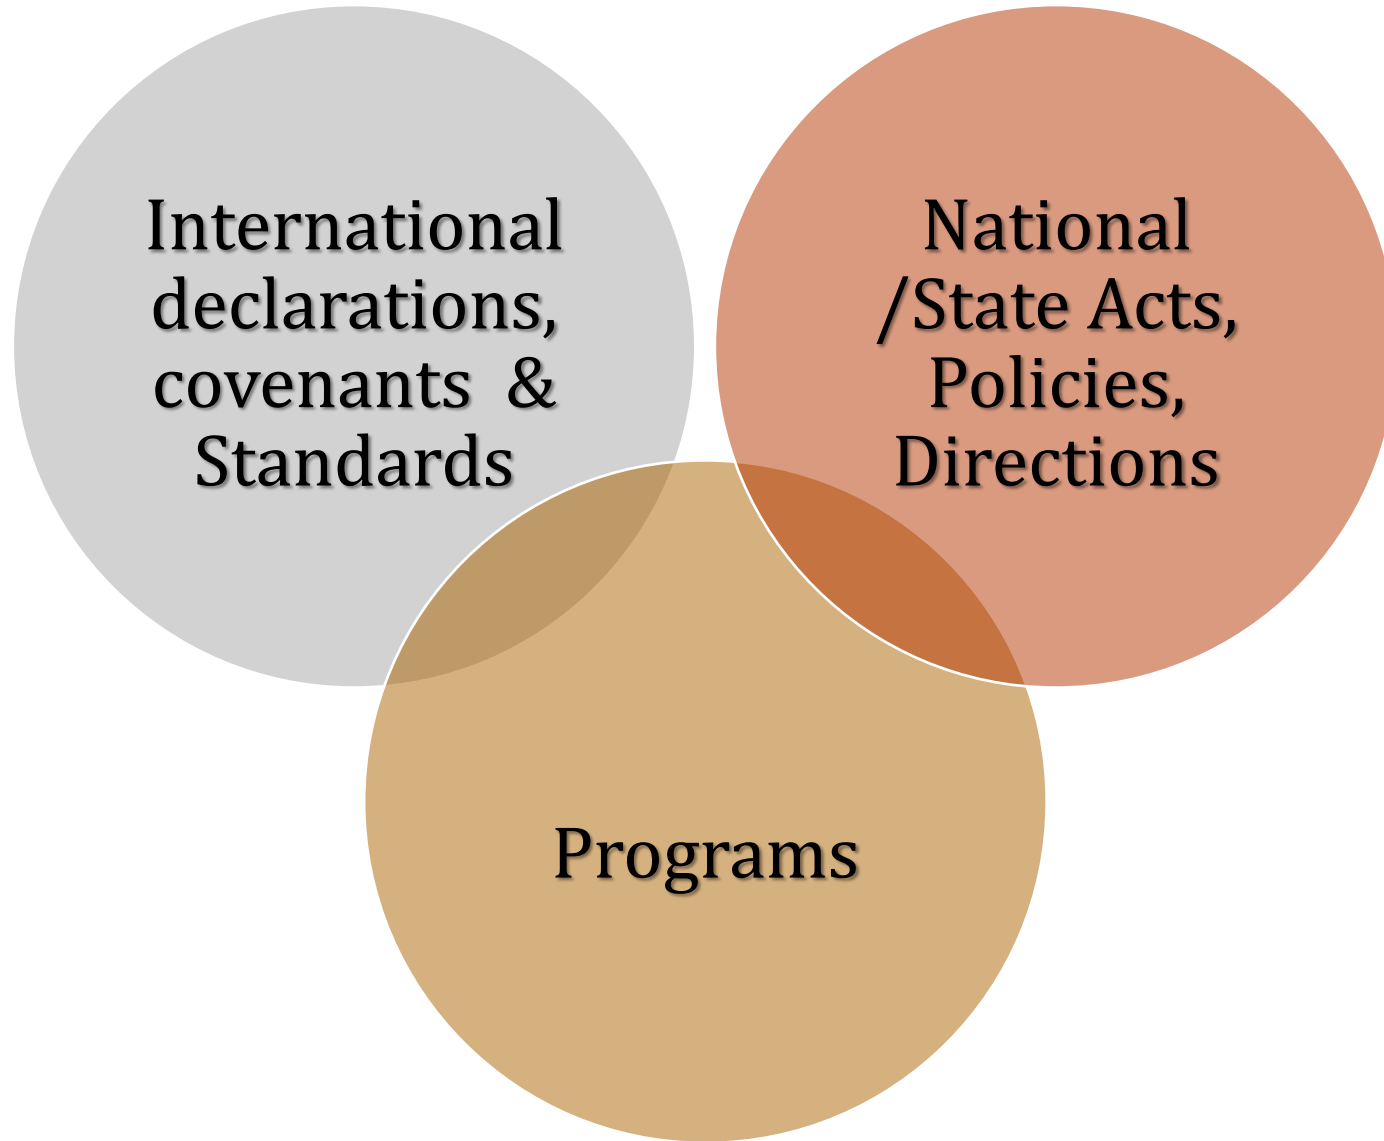 International
declarations,
covenants & 
Standards
National
/State Acts,
Policies,
Directions
Programs